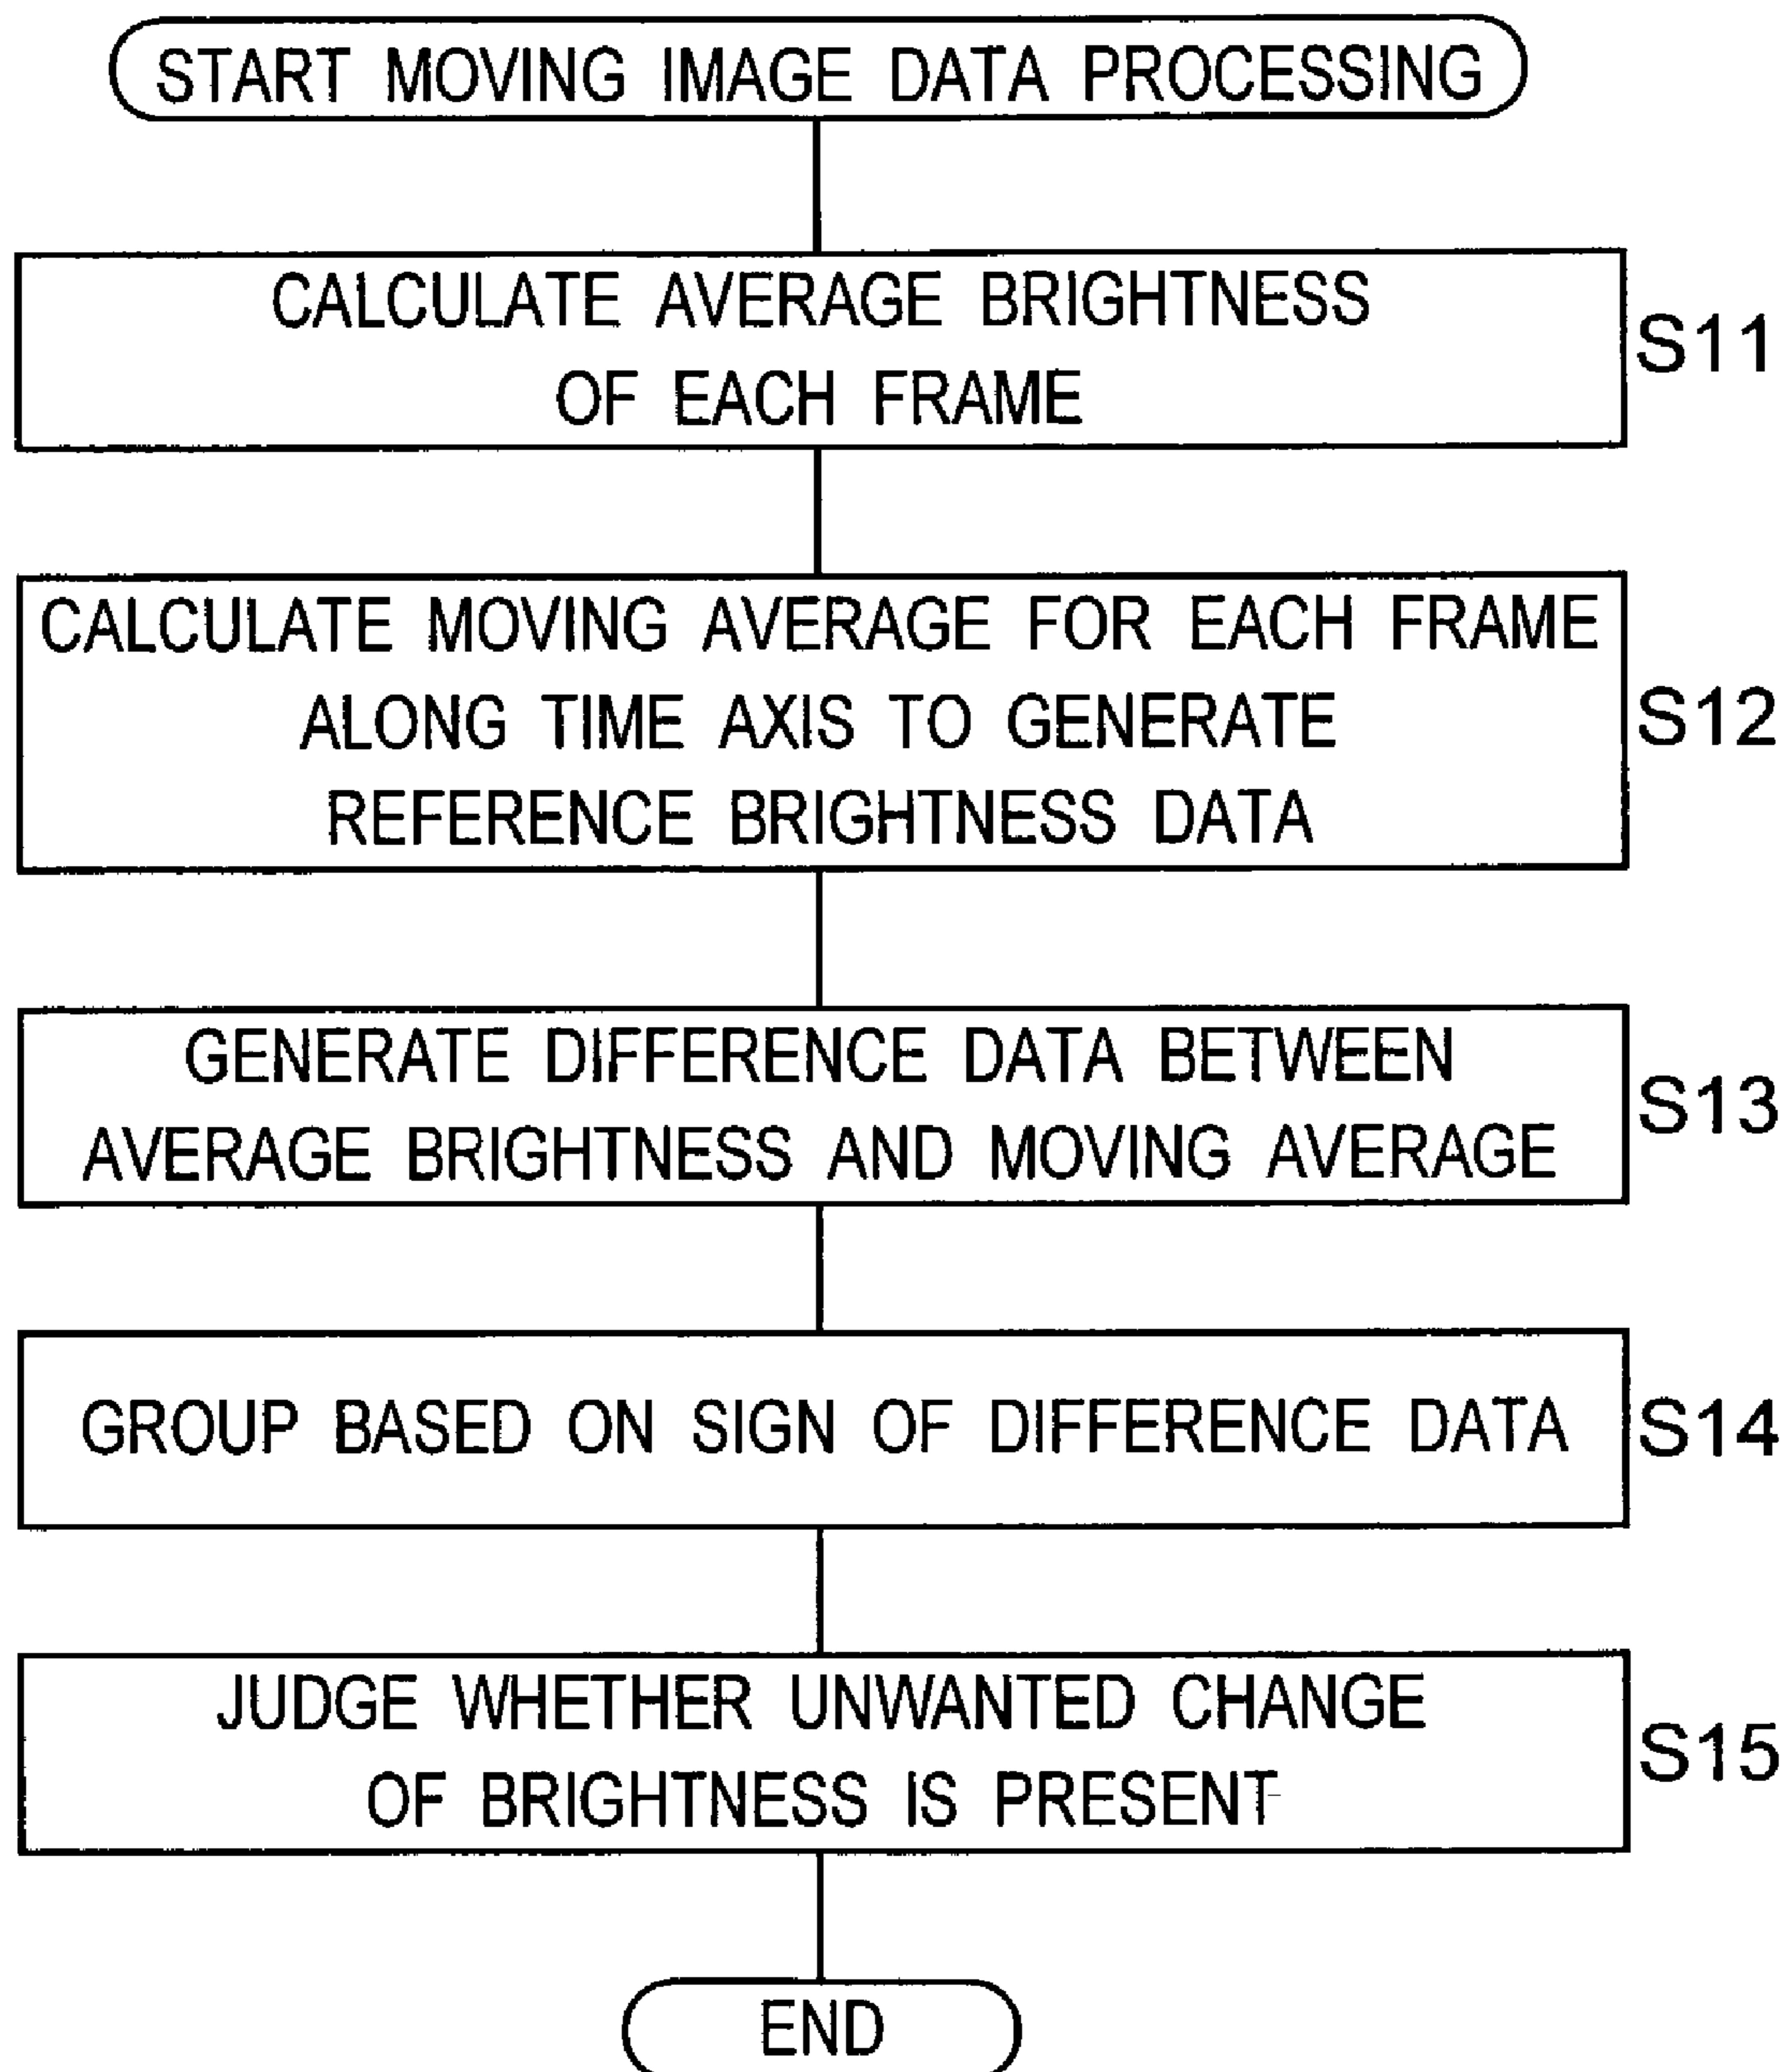 START MOVING IMAGE DATA PROCESSING
CALCULATE AVERAGE BRIGHTNESS
OF EACH FRAME
S11
CALCULATE MOVING AVERAGE FOR EACH FRAME
ALONG TIME AXIS TO GENERATE
REFERENCE BRIGHTNESS DATA
S12
GENERATE DIFFERENCE DATA BETWEEN
AVERAGE BRIGHTNESS AND MOVING AVERAGE
S13
GROUP BASED ON SIGN OF DIFFERENCE DATA
S14
JUDGE WHETHER UNWANTED CHANGE
OF BRIGHTNESS IS PRESENT
S15
END